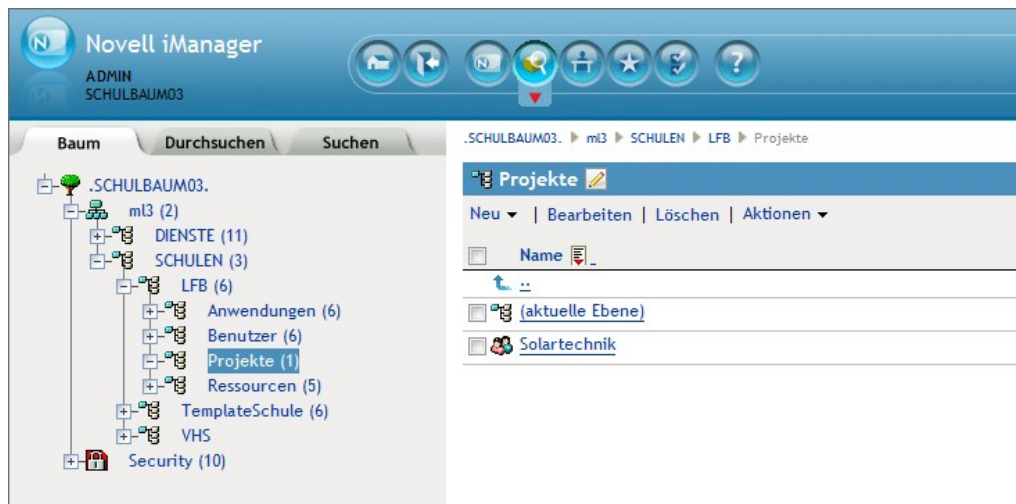 Novell iManager
ADMIN
SCHULBAUM03
Baum
Durchsuchen
Suchen
.SCHULBAUM03.
ml3 (2)
DIENSTE (11)
SCHULEN (3)
LFB (6)
Anwendungen (6)
Benutzer (6)
Projekte (1)
Ressourcen (5)
TemplateSchule (6)
VHS
Security (10)
.SCHULBAUM03. ml3 SCHULEN LFB Projekte
Projekte
Neu | Bearbeiten | Löschen | Aktionen
Name
..
(aktuelle Ebene)
Solartechnik